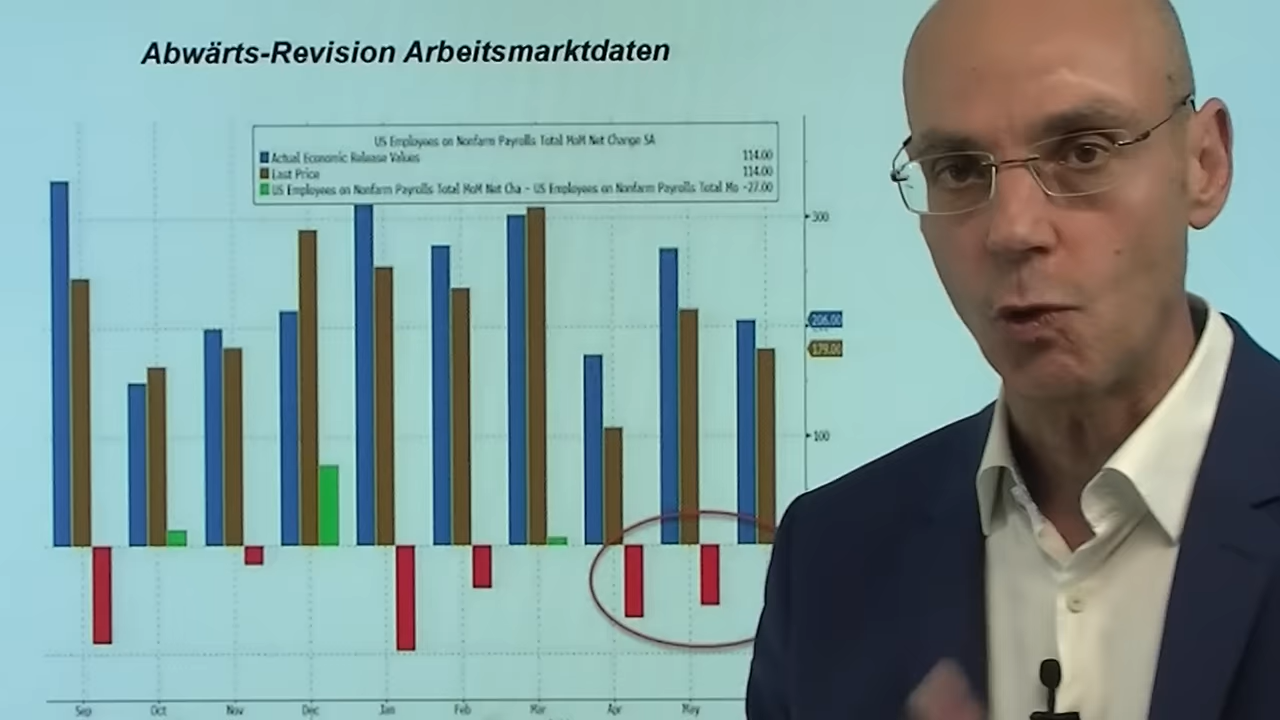 Abwärts-Revision Arbeitsmarktdaten
US Employees on Nonfarm Payrolls Total MoM Net Change SA
Actual Economic Release Values 114.00
Last Price 114.00
US Employees on Nonfarm Payrolls Total MoM Net Cha - US Employees on Nonfarm Payrolls Total Mo -27.00
300
206.00
179.00
100
Sep Oct Nov Dec Jan Feb Mar Apr May